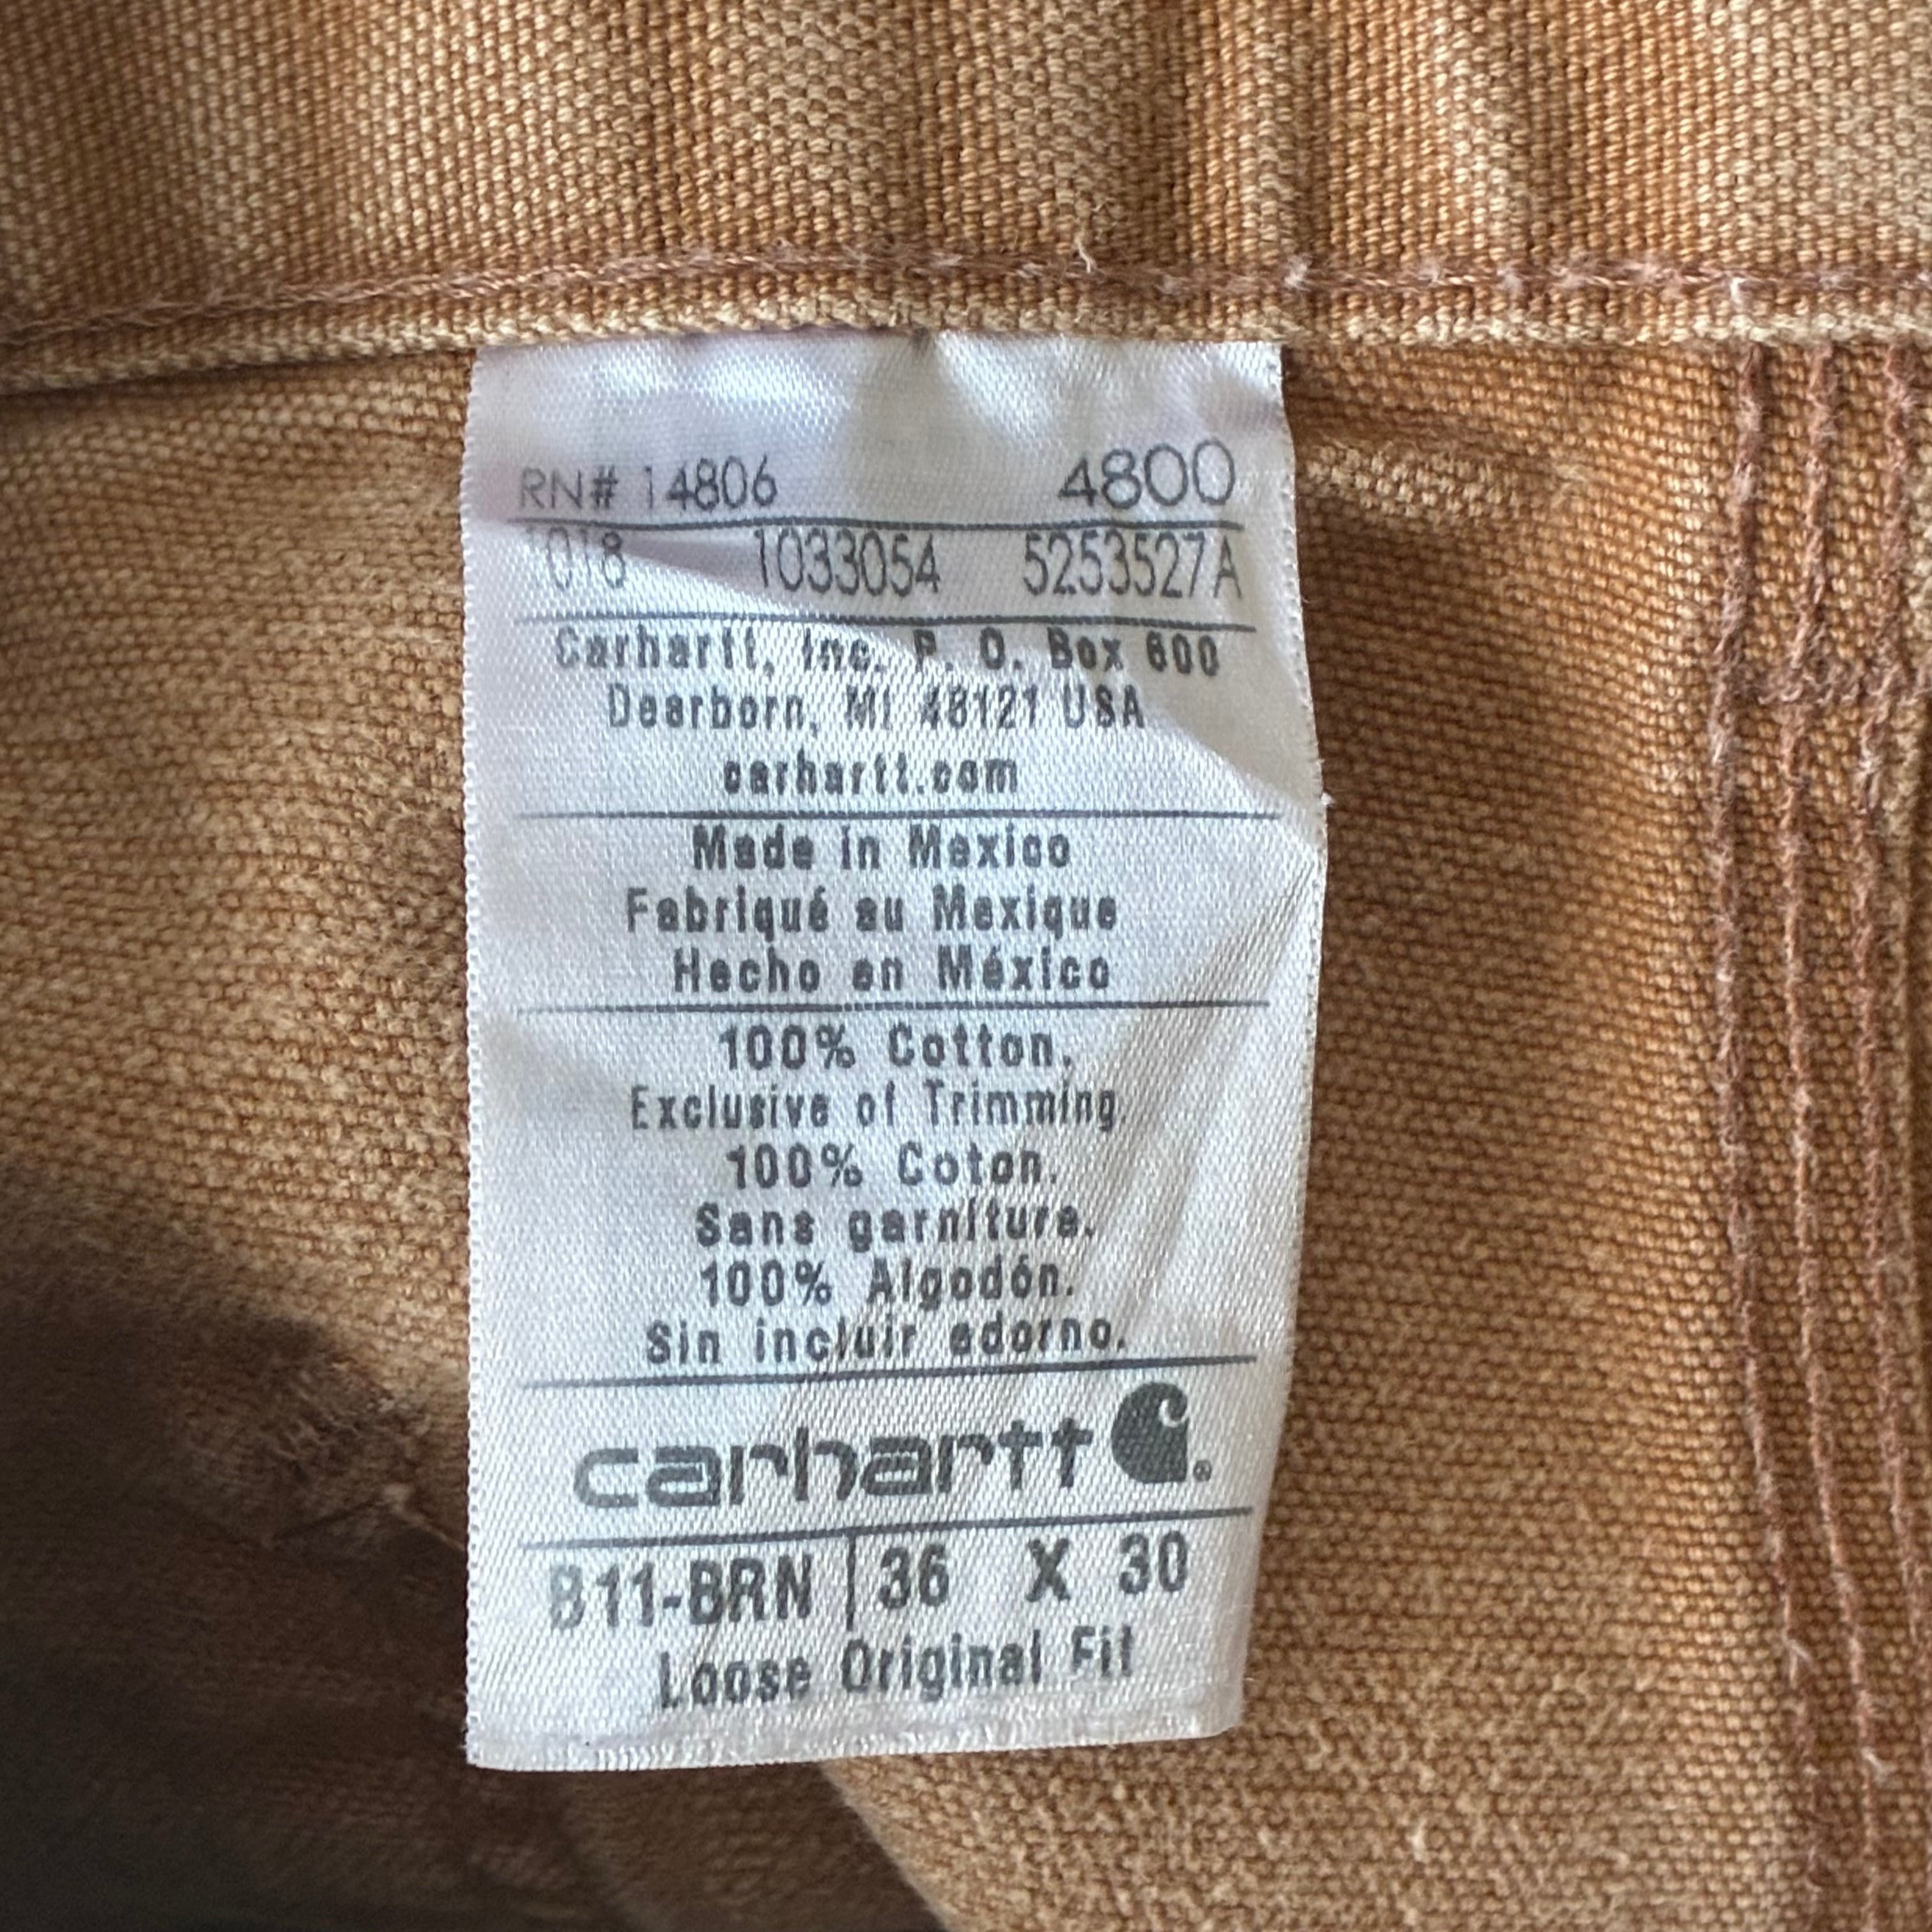 RN# 14806 4800
1018 1033054 5253527A
Carhartt, Inc. P. O. Box 600
Dearborn, MI 48121 USA
carhartt.com
Made in Mexico
Fabriqué au Mexique
Hecho en México
100% Cotton.
Exclusive of Trimming.
100% Coton.
Sans garniture.
100% Algodón.
Sin incluir adorno.
carhartt
B11-BRN | 36 X 30
Loose Original Fit